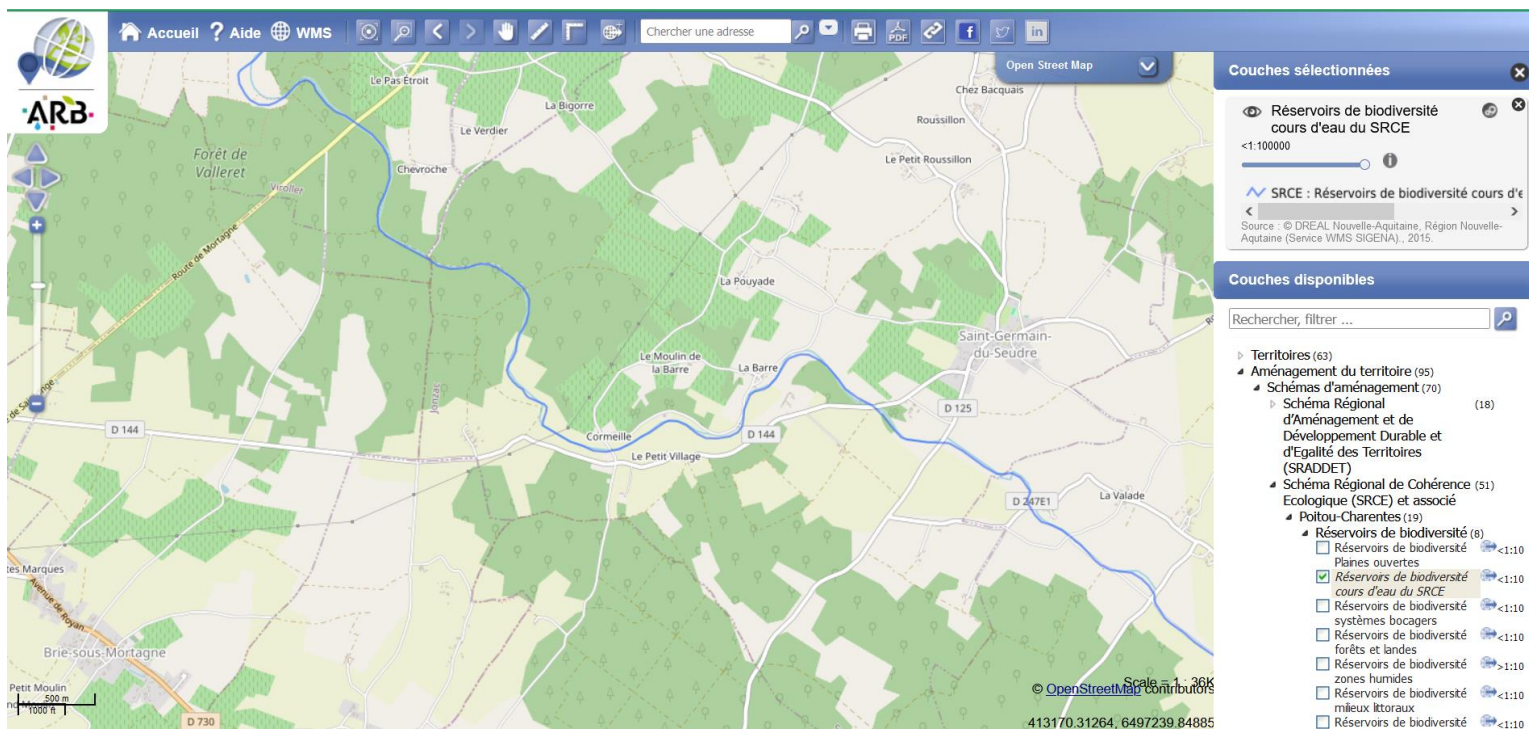 Accueil ? Aide WMS
Chercher une adresse
PDF
f
in
ARB
Open Street Map
Le Pas Étroit
La Bigorre
Chez Bacquais
Roussillon
Le Verdier
Forêt de
Valleret
Virollet
Chevroche
Le Petit Roussillon
Route de Mortagne
La Pouyade
Saint-Germain-
du-Seudre
Le Moulin de
la Barre
La Barre
Jonzac
D 125
D 144
Cormeille
D 144
Le Petit Village
D 247E1
La Valade
Avenue de Royan
Brie-sous-Mortagne
Petit Moulin
500 m
1000 ft
D 730
Scale = 1 : 36K
© OpenStreetMap contributors
413170.31264, 6497239.84885
Couches sélectionnées
Réservoirs de biodiversité
cours d'eau du SRCE
<1:100000
SRCE : Réservoirs de biodiversité cours d'e
Source : © DREAL Nouvelle-Aquitaine, Région Nouvelle-
Aqutaine (Service WMS SIGENA)., 2015.
Couches disponibles
Rechercher, filtrer ...
Territoires (63)
Aménagement du territoire (95)
Schémas d'aménagement (70)
Schéma Régional (18)
d'Aménagement et de
Développement Durable et
d'Egalité des Territoires
(SRADDET)
Schéma Régional de Cohérence (51)
Ecologique (SRCE) et associé
Poitou-Charentes (19)
Réservoirs de biodiversité (8)
Réservoirs de biodiversité <1:10
Plaines ouvertes
Réservoirs de biodiversité <1:10
cours d'eau du SRCE
Réservoirs de biodiversité <1:10
systèmes bocagers
Réservoirs de biodiversité <1:10
forêts et landes
Réservoirs de biodiversité >1:10
zones humides
Réservoirs de biodiversité <1:10
milieux littoraux
Réservoirs de biodiversité <1:10